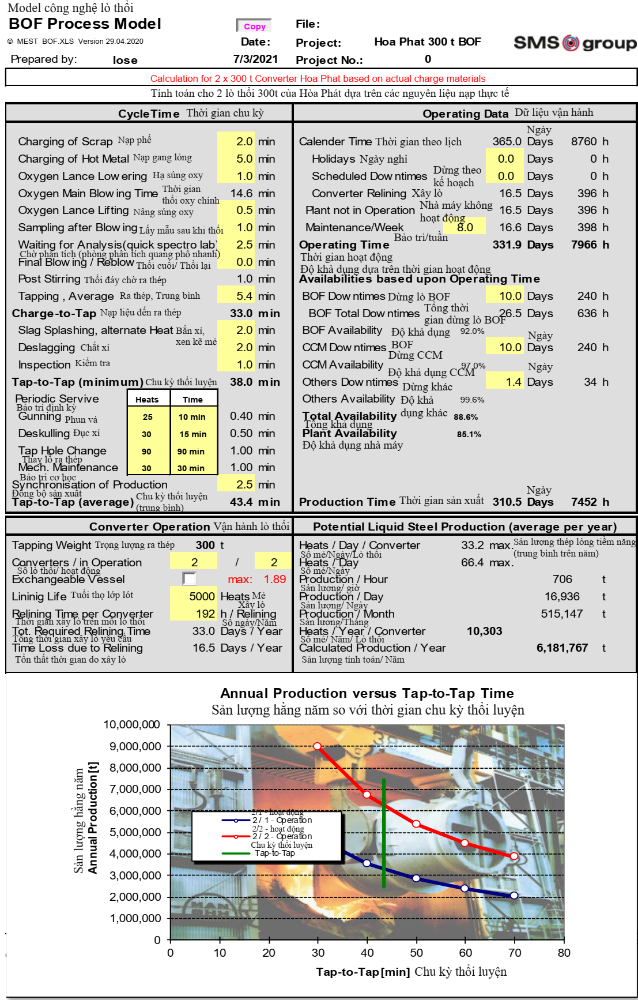 Model công nghệ lò thổi
BOF Process Model
Copy
File:
© MEST BOF.XLS Version 29.04.2020
Date:
Project:
Hoa Phat 300 t BOF
SMS group
Prepared by:
lose
7/3/2021
Project No.:
0
Calculation for 2 x 300 t Converter Hoa Phat based on actual charge materials
Tính toán cho 2 lò thổi 300t của Hòa Phát dựa trên các nguyên liệu nạp thực tế
CycleTime Thời gian chu kỳ
Charging of Scrap Nạp phế 2.0 min
Charging of Hot Metal Nạp gang lỏng 5.0 min
Oxygen Lance Lowering Hạ súng oxy 1.0 min
Oxygen Main Blowing Time Thời gian thổi oxy chính 14.6 min
Oxygen Lance Lifting Nâng súng oxy 0.5 min
Sampling after Blowing Lấy mẫu sau khi thổi 1.0 min
Waiting for Analysis(quick spectro lab) 2.5 min
Chờ phân tích (phòng phân tích quang phổ nhanh)
Final Blowing / Reblow Thổi cuối/ Thổi lại 0.0 min
Post Stirring Thổi đáy chờ ra thép 1.0 min
Tapping , Average Ra thép, Trung bình 5.4 min
Charge-to-Tap Nạp liệu đến ra thép 33.0 min
Slag Splashing, alternate Heat Bắn xỉ, xen kẽ mẻ 2.0 min
Deslagging Chắt xỉ 2.0 min
Inspection Kiểm tra 1.0 min
Tap-to-Tap (minimum) Chu kỳ thổi luyện 38.0 min
Periodic Servive Heats Time
Bảo trì định kỳ
Gunning Phun vá 25 10 min 0.40 min
Deskulling Đục xỉ 30 15 min 0.50 min
Tap Hole Change 90 90 min 1.00 min
Thay lỗ ra thép
Mech. Maintenance 30 30 min 1.00 min
Bảo trì cơ học
Synchronisation of Production 2.5 min
Đồng bộ sản xuất
Tap-to-Tap (average) Chu kỳ thổi luyện (trung bình) 43.4 min
Operating Data Dữ liệu vận hành
Ngày
Calender Time Thời gian theo lịch 365.0 Days 8760 h
Holidays Ngày nghỉ 0.0 Days 0 h
Scheduled Downtimes Dừng theo kế hoạch 0.0 Days 0 h
Converter Relining Xây lò 16.5 Days 396 h
Plant not in Operation Nhà máy không hoạt động 16.5 Days 396 h
Maintenance/Week 8.0 16.6 Days 398 h
Bảo trì/tuần
Operating Time 331.9 Days 7966 h
Thời gian hoạt động
Độ khả dụng dựa trên thời gian hoạt động
Availabilities based upon Operating Time
BOF Downtimes Dừng lò BOF 10.0 Days 240 h
BOF Total Downtimes Tổng thời gian dừng lò BOF 26.5 Days 636 h
BOF Availability Độ khả dụng BOF 92.0%
Ngày
CCM Downtimes 10.0 Days 240 h
Dừng CCM
CCM Availability 97.0%
Độ khả dụng CCM
Ngày
Others Downtimes Dừng khác 1.4 Days 34 h
Others Availability Độ khả dụng khác 99.6%
Total Availability 88.6%
Tổng khả dụng
Plant Availability 85.1%
Độ khả dụng nhà máy
Ngày
Production Time Thời gian sản xuất 310.5 Days 7452 h
Converter Operation Vận hành lò thổi
Tapping Weight Trọng lượng ra thép 300 t
Converters / in Operation 2 / 2
Số lò thổi/ hoạt động
Exchangeable Vessel max: 1.89
Lininig Life Tuổi thọ lớp lót 5000 Heats Mẻ
Xây lò
Relining Time per Converter 192 h / Relining
Thời gian xây lò trên mỗi lò thổi
Số ngày/Năm
Tot. Required Relining Time 33.0 Days / Year
Tổng thời gian xây lò yêu cầu
Time Loss due to Relining 16.5 Days / Year
Tổn thất thời gian do xây lò
Potential Liquid Steel Production (average per year)
Sản lượng thép lỏng tiềm năng
(trung bình trên năm)
Heats / Day / Converter 33.2 max.
Số mẻ/Ngày/Lò thổi
Heats / Day 66.4 max.
Số mẻ/Ngày
Production / Hour 706 t
Sản lượng/ giờ
Production / Day 16,936 t
Sản lượng/ Ngày
Production / Month 515,147 t
Sản lượng/Tháng
Heats / Year / Converter 10,303
Số mẻ/ Năm/ Lò thổi
Calculated Production / Year 6,181,767 t
Sản lượng tính toán/ Năm
Annual Production versus Tap-to-Tap Time
Sản lượng hằng năm so với thời gian chu kỳ thổi luyện
Sản lượng hằng năm
Annual Production[t]
10,000,000
9,000,000
8,000,000
7,000,000
6,000,000
5,000,000
4,000,000
3,000,000
2,000,000
1,000,000
0
2/1 - hoạt động
2 / 1 - Operation
2/2 - hoạt động
2 / 2 - Operation
Chu kỳ thổi luyện
Tap-to-Tap
0 10 20 30 40 50 60 70 80
Tap-to-Tap[min] Chu kỳ thổi luyện